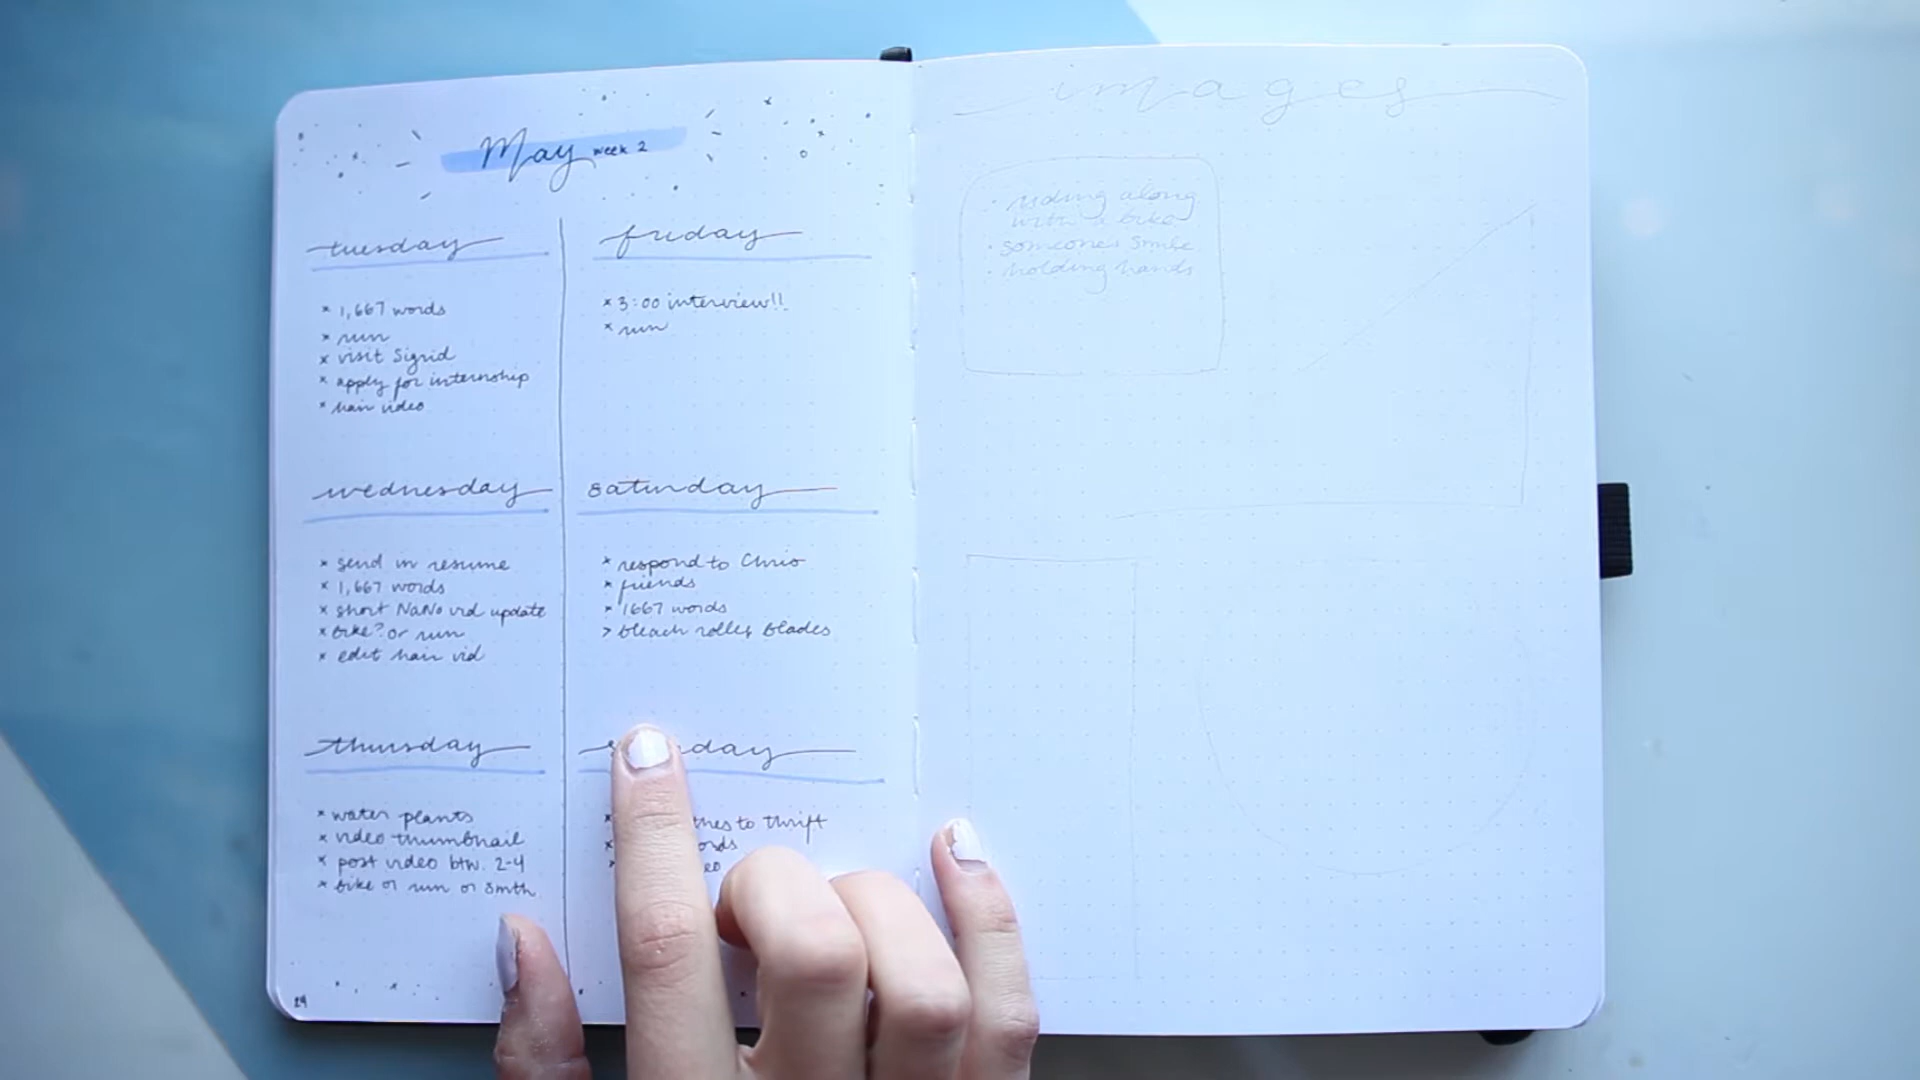 May week 2
tuesday
× 1,667 words
× run
× visit Sigrid
× apply for internship
× hair video
wednesday
× send in resume
× 1,667 words
× short NaNo vid update
× bike? or run
× edit hair vid
thursday
× water plants
× video thumbnail
× post video btw. 2-4
× bike or run or smth
friday
× 3:00 interview!!
× run
saturday
× respond to Chris
× friends
× 1667 words
> bleach roller blades
day
to thrift
24
images
· riding along
with a bike
· someones smile
· holding hands